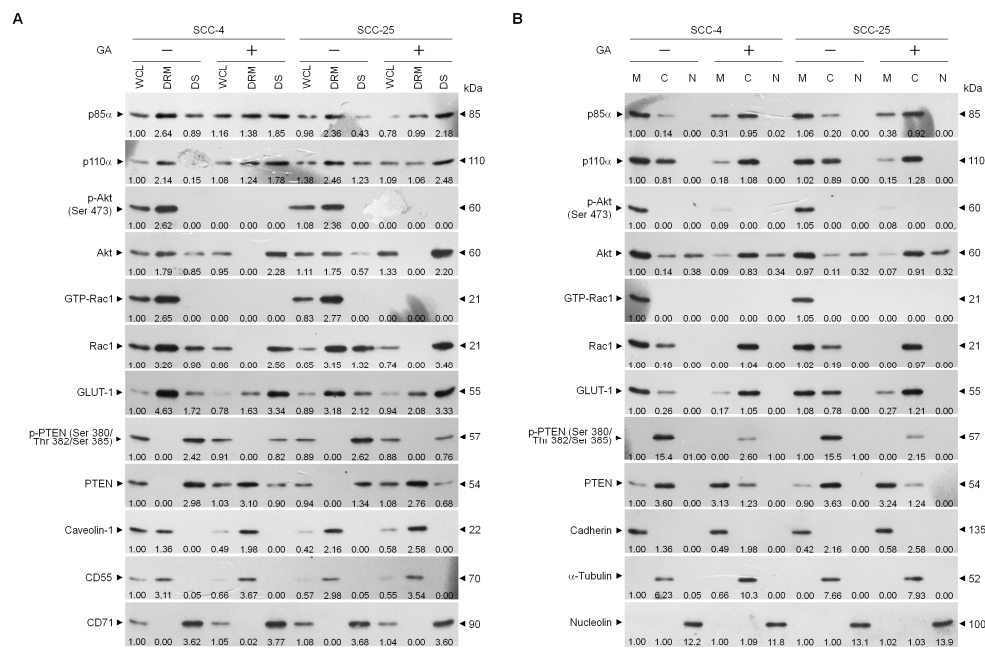 A
SCC-4 SCC-25
GA − + − +
WCL DRM DS WCL DRM DS WCL DRM DS WCL DRM DS
kDa
p85α 85
1.00 2.64 0.89 1.16 1.38 1.85 0.98 2.36 0.43 0.78 0.99 2.18
p110α 110
1.00 2.14 0.15 1.08 1.24 1.78 1.38 2.46 1.23 1.09 1.06 2.48
p-Akt
(Ser 473) 60
1.00 2.62 0.00 0.00 0.00 0.00 1.08 2.36 0.00 0.00 0.00 0.00
Akt 60
1.00 1.79 0.85 0.95 0.00 2.28 1.11 1.75 0.57 1.33 0.00 2.20
GTP-Rac1 21
1.00 2.65 0.00 0.00 0.00 0.00 0.83 2.77 0.00 0.00 0.00 0.00
Rac1 21
1.00 3.26 0.98 0.86 0.00 2.56 0.65 3.15 1.32 0.74 0.00 3.48
GLUT-1 55
1.00 4.63 1.72 0.78 1.63 3.34 0.89 3.18 2.12 0.94 2.08 3.33
p-PTEN (Ser 380/
Thr 382/Ser 385) 57
1.00 0.00 2.42 0.91 0.00 0.82 0.89 0.00 2.62 0.88 0.00 0.76
PTEN 54
1.00 0.00 2.98 1.03 3.10 0.90 0.94 0.00 1.34 1.08 2.76 0.68
Caveolin-1 22
1.00 1.36 0.00 0.49 1.98 0.00 0.42 2.16 0.00 0.58 2.58 0.00
CD55 70
1.00 3.11 0.05 0.66 3.67 0.00 0.57 2.98 0.05 0.55 3.54 0.00
CD71 90
1.00 0.00 3.62 1.05 0.02 3.77 1.08 0.00 3.68 1.04 0.00 3.60
B
SCC-4 SCC-25
GA − + − +
M C N M C N M C N M C N
kDa
p85α 85
1.00 0.14 0.00 0.31 0.95 0.02 1.06 0.20 0.00 0.38 0.92 0.00
p110α 110
1.00 0.81 0.00 0.18 1.08 0.00 1.02 0.89 0.00 0.15 1.28 0.00
p-Akt
(Ser 473) 60
1.00 0.00 0.00 0.09 0.00 0.00 1.05 0.00 0.00 0.08 0.00 0.00
Akt 60
1.00 0.14 0.38 0.09 0.83 0.34 0.97 0.11 0.32 0.07 0.91 0.32
GTP-Rac1 21
1.00 0.00 0.00 0.00 0.00 0.00 1.05 0.00 0.00 0.00 0.00 0.00
Rac1 21
1.00 0.18 0.00 0.00 1.04 0.00 1.02 0.19 0.00 0.00 0.97 0.00
GLUT-1 55
1.00 0.26 0.00 0.17 1.05 0.00 1.08 0.78 0.00 0.27 1.21 0.00
p-PTEN (Ser 380/
Thr 382/Ser 385) 57
1.00 15.4 01.00 0.00 2.60 1.00 0.00 15.5 1.00 0.00 2.15 0.00
PTEN 54
1.00 3.60 0.00 3.13 1.23 0.00 0.90 3.63 0.00 3.24 1.24 0.00
Cadherin 135
1.00 1.36 0.00 0.49 1.98 0.00 0.42 2.16 0.00 0.58 2.58 0.00
α-Tubulin 52
1.00 6.23 0.05 0.66 10.3 0.00 0.00 7.66 0.00 0.00 7.93 0.00
Nucleolin 100
1.00 1.00 12.2 1.00 1.09 11.8 1.00 1.00 13.1 1.02 1.03 13.9